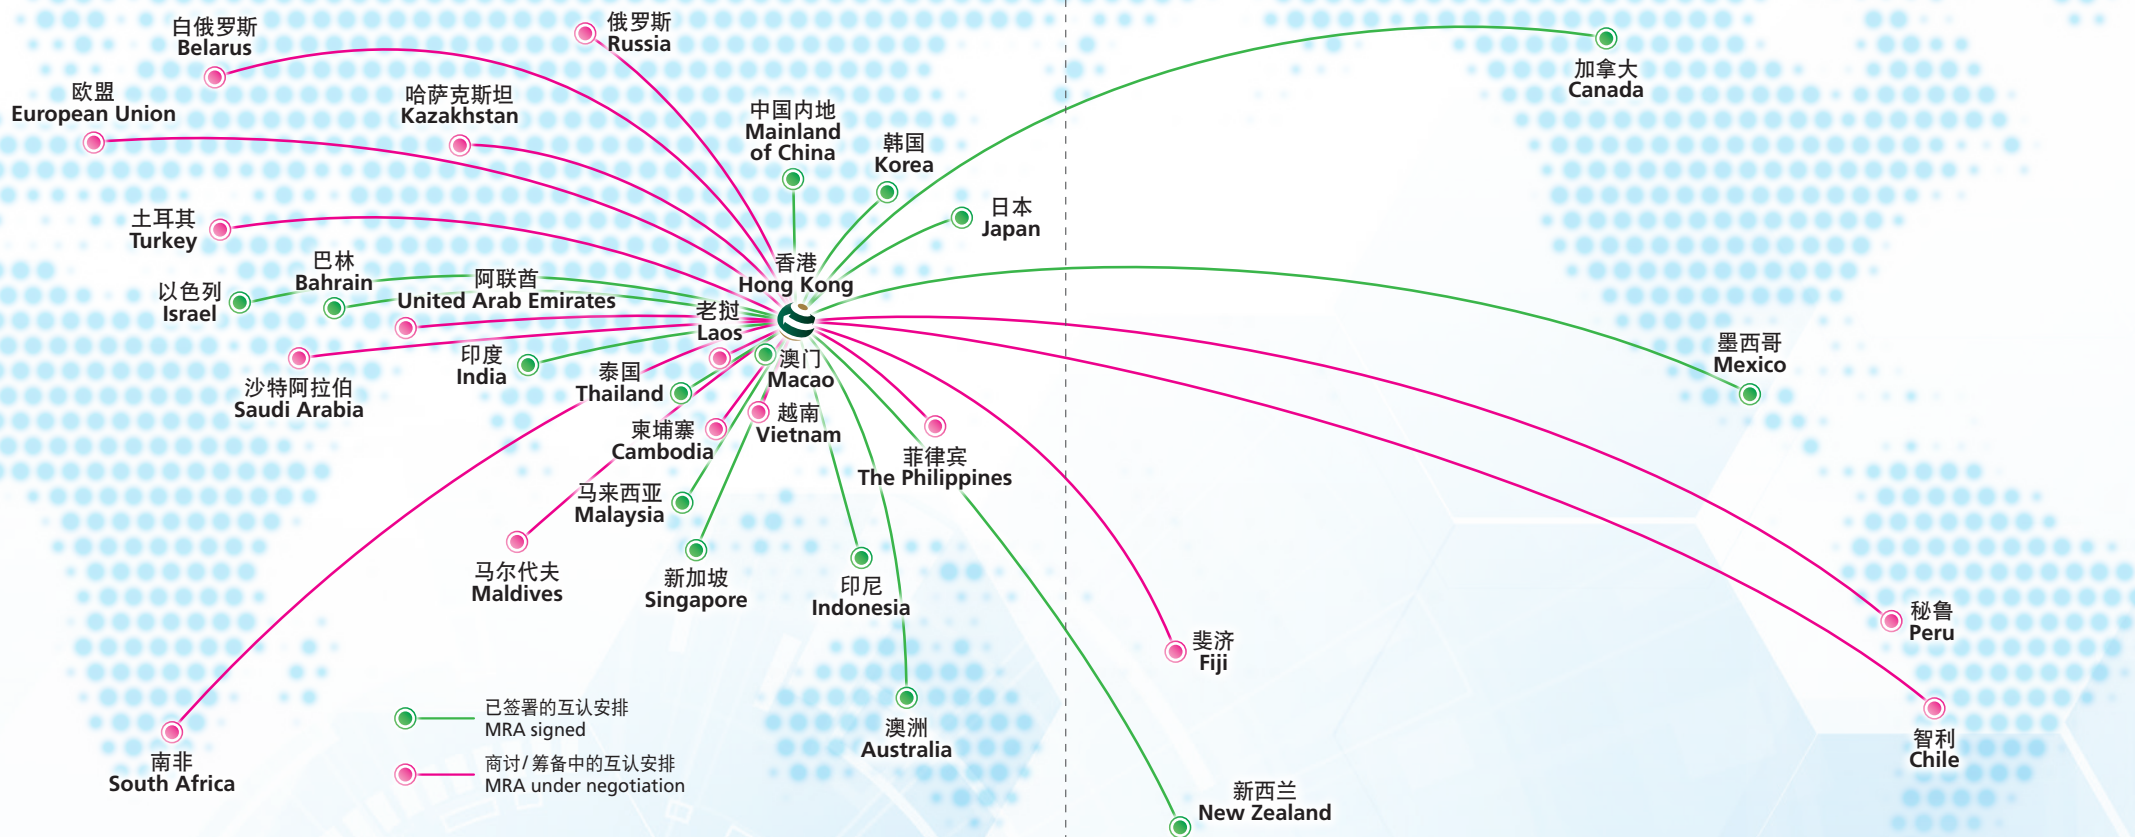 白俄罗斯
Belarus
俄罗斯
Russia
加拿大
Canada
欧盟
European Union
哈萨克斯坦
Kazakhstan
中国内地
Mainland
of China
韩国
Korea
日本
Japan
土耳其
Turkey
巴林
Bahrain
阿联酋
United Arab Emirates
香港
Hong Kong
以色列
Israel
老挝
Laos
墨西哥
Mexico
印度
India
泰国
Thailand
澳门
Macao
沙特阿拉伯
Saudi Arabia
柬埔寨
Cambodia
越南
Vietnam
菲律宾
The Philippines
马来西亚
Malaysia
马尔代夫
Maldives
新加坡
Singapore
印尼
Indonesia
斐济
Fiji
秘鲁
Peru
已签署的互认安排
MRA signed
商讨/筹备中的互认安排
MRA under negotiation
澳洲
Australia
智利
Chile
南非
South Africa
新西兰
New Zealand